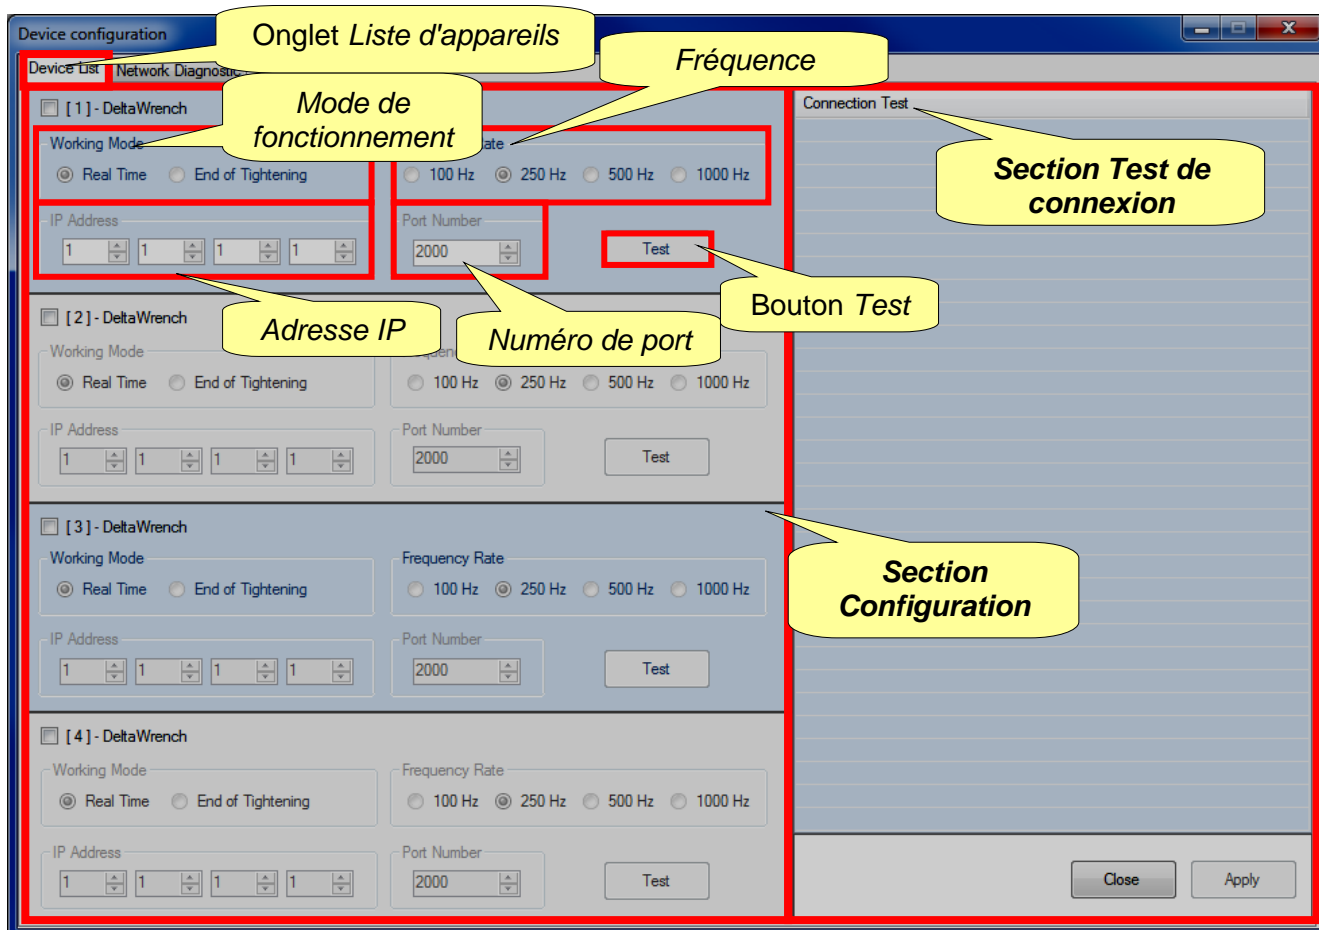 Device configuration
Onglet Liste d'appareils
Device List
Network Diagnostic
Fréquence
Mode de
fonctionnement
[ 1 ] - DeltaWrench
Working Mode
Real Time
End of Tightening
ate
100 Hz
250 Hz
500 Hz
1000 Hz
IP Address
1
1
1
1
Port Number
2000
Test
Connection Test
Section Test de
connexion
Bouton Test
Adresse IP
Numéro de port
[ 2 ] - DeltaWrench
Working Mode
Real Time
End of Tightening
100 Hz
250 Hz
500 Hz
1000 Hz
IP Address
1
1
1
1
Port Number
2000
Test
[ 3 ] - DeltaWrench
Working Mode
Real Time
End of Tightening
Frequency Rate
100 Hz
250 Hz
500 Hz
1000 Hz
IP Address
1
1
1
1
Port Number
2000
Test
Section
Configuration
[ 4 ] - DeltaWrench
Working Mode
Real Time
End of Tightening
Frequency Rate
100 Hz
250 Hz
500 Hz
1000 Hz
IP Address
1
1
1
1
Port Number
2000
Test
Close
Apply